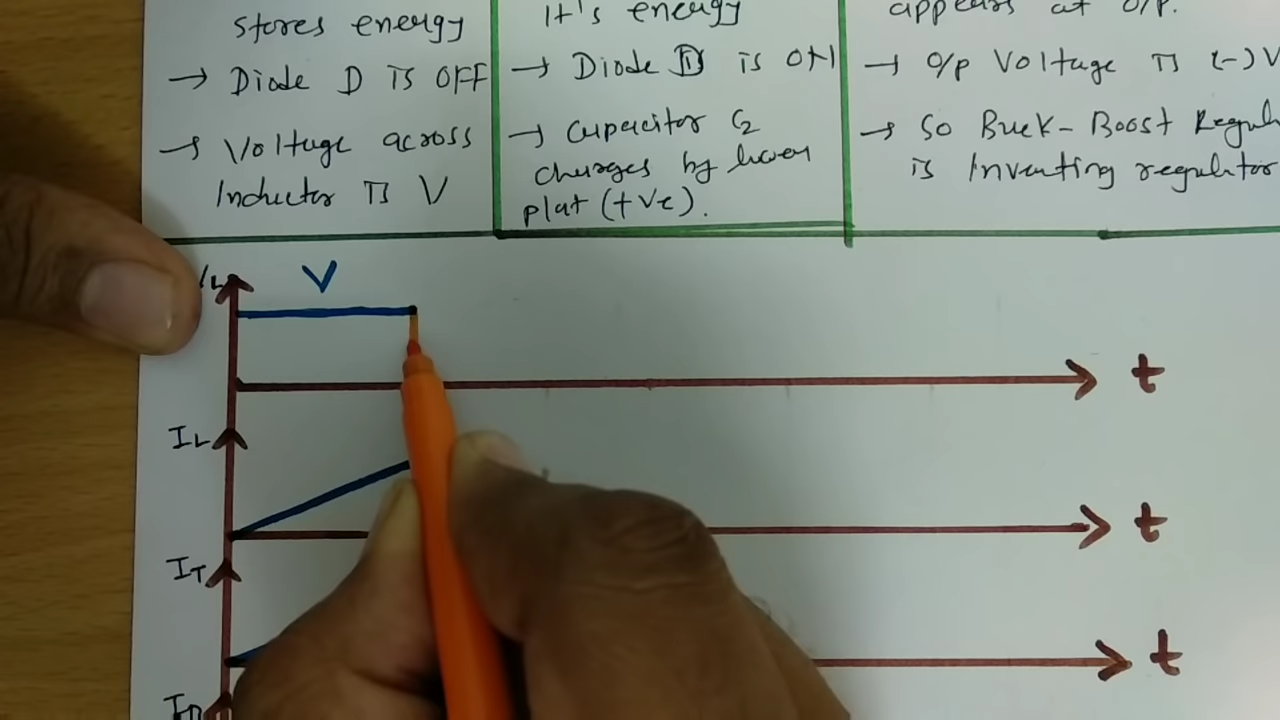 stores energy
→ Diode D is OFF
→ Voltage across
Inductor is V
It's energy
→ Diode D is ON
→ Capacitor C2
charges by lower
plat (+ve).
appears at O/P.
→ O/P Voltage is (-) V
→ So Buck-Boost Regul
is Inverting regulator
V
t
IL
t
IT
t